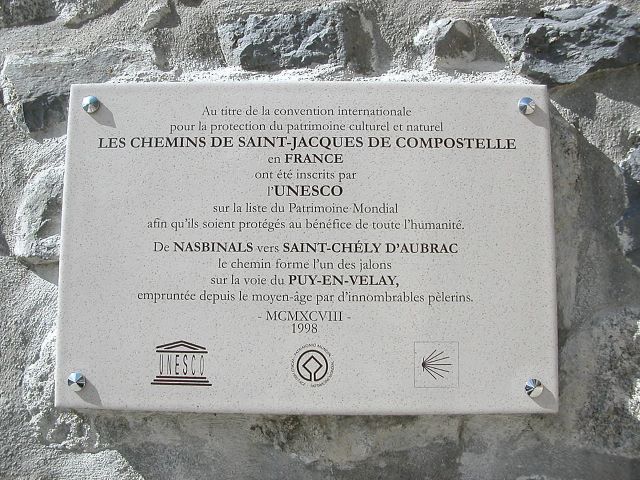 Au titre de la convention internationale
pour la protection du patrimoine culturel et naturel
LES CHEMINS DE SAINT-JACQUES DE COMPOSTELLE
en FRANCE
ont été inscrits par
l'UNESCO
sur la liste du Patrimoine Mondial
afin qu'ils soient protégés au bénéfice de toute l'humanité.
De NASBINALS vers SAINT-CHÉLY D'AUBRAC
le chemin forme l'un des jalons
sur la voie du PUY-EN-VELAY,
empruntée depuis le moyen-âge par d'innombrables pèlerins.
- MCMXCVIII -
1998
UNESCO